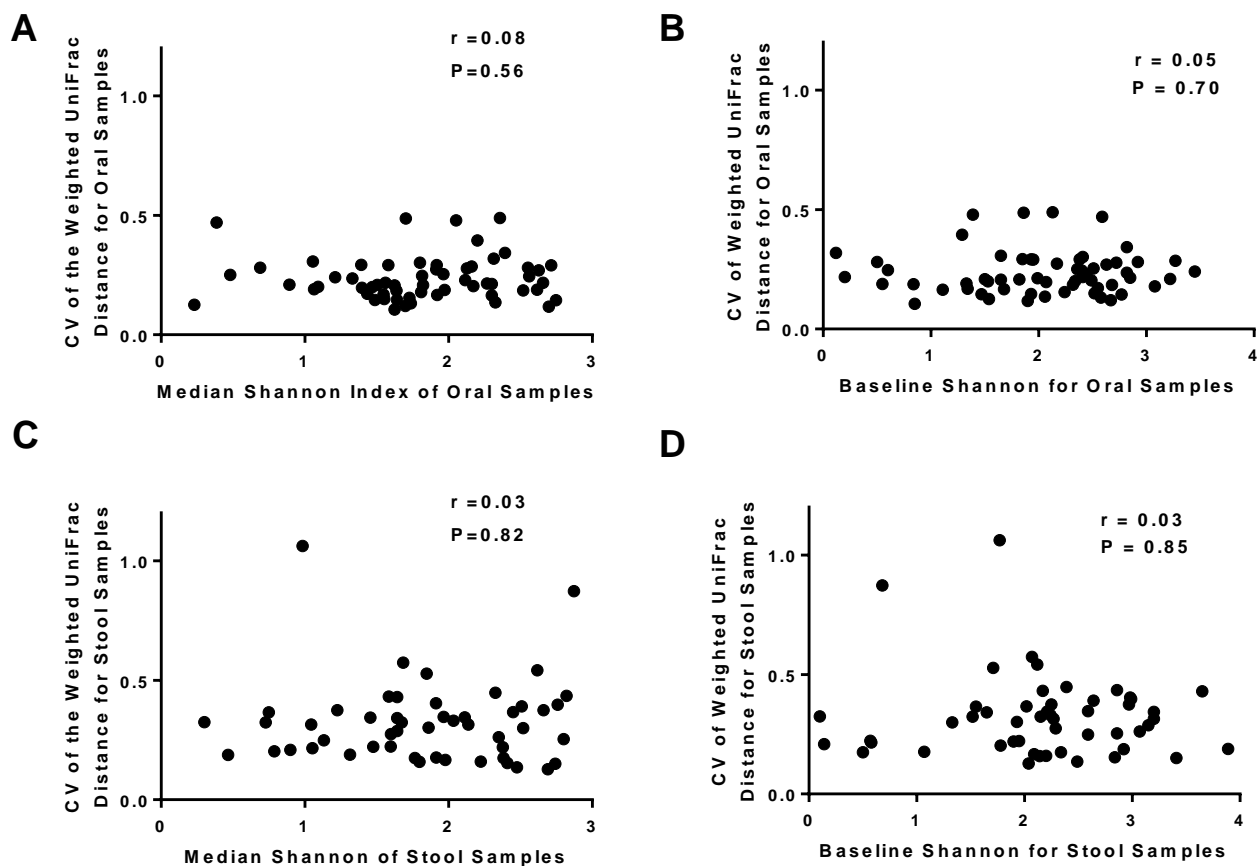 A
r = 0.08
P = 0.56
CV of the Weighted UniFrac
Distance for Oral Samples
1.0
0.5
0.0
0 1 2 3
Median Shannon Index of Oral Samples
B
r = 0.05
P = 0.70
CV of Weighted UniFrac
Distance for Oral Samples
1.0
0.5
0.0
0 1 2 3 4
Baseline Shannon for Oral Samples
C
r = 0.03
P = 0.82
CV of the Weighted UniFrac
Distance for Stool Samples
1.0
0.5
0.0
0 1 2 3
Median Shannon of Stool Samples
D
r = 0.03
P = 0.85
CV of Weighted UniFrac
Distance for Stool Samples
1.0
0.5
0.0
0 1 2 3 4
Baseline Shannon for Stool Samples